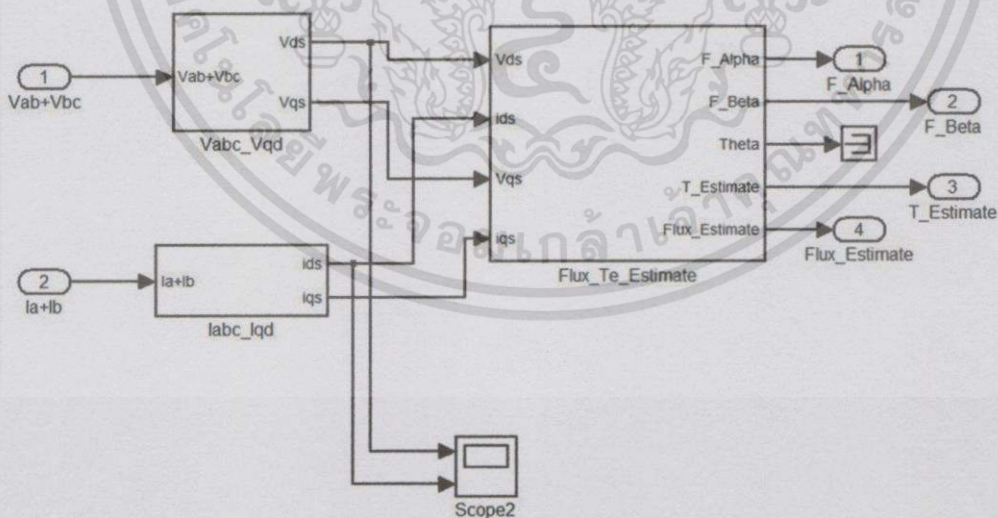 1
Vab+Vbc
Vab+Vbc
Vds
Vqs
Vabc_Vqd
2
Ia+Ib
Ia+Ib
ids
iqs
Iabc_Iqd
Vds
ids
Vqs
iqs
F_Alpha
F_Beta
Theta
T_Estimate
Flux_Estimate
Flux_Te_Estimate
1
F_Alpha
2
F_Beta
3
T_Estimate
4
Flux_Estimate
Scope2